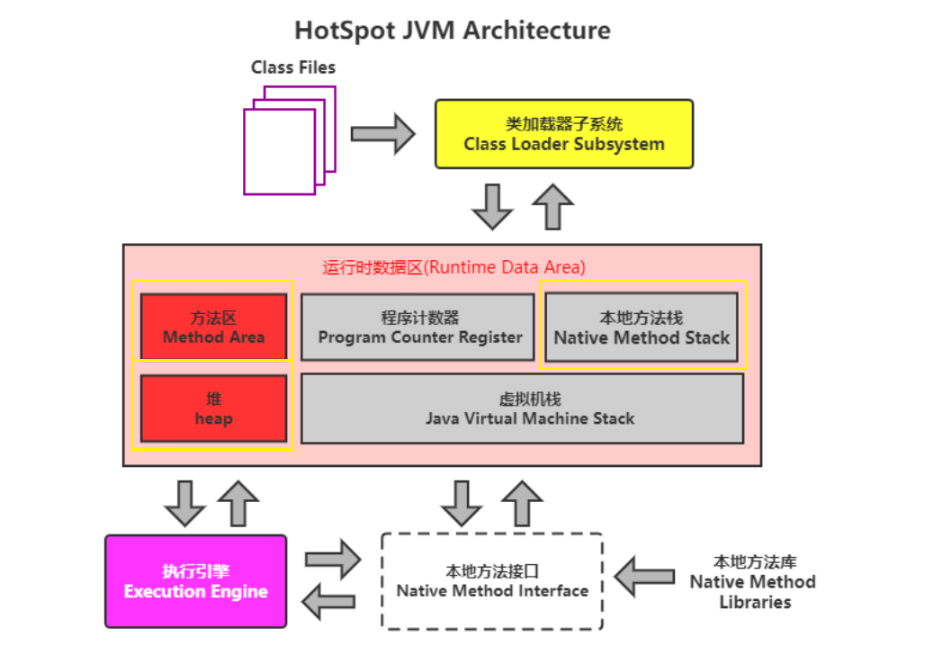 HotSpot JVM Architecture
Class Files
类加载器子系统
Class Loader Subsystem
运行时数据区(Runtime Data Area)
方法区
Method Area
程序计数器
Program Counter Register
本地方法栈
Native Method Stack
堆
heap
虚拟机栈
Java Virtual Machine Stack
执行引擎
Execution Engine
本地方法接口
Native Method Interface
本地方法库
Native Method
Libraries